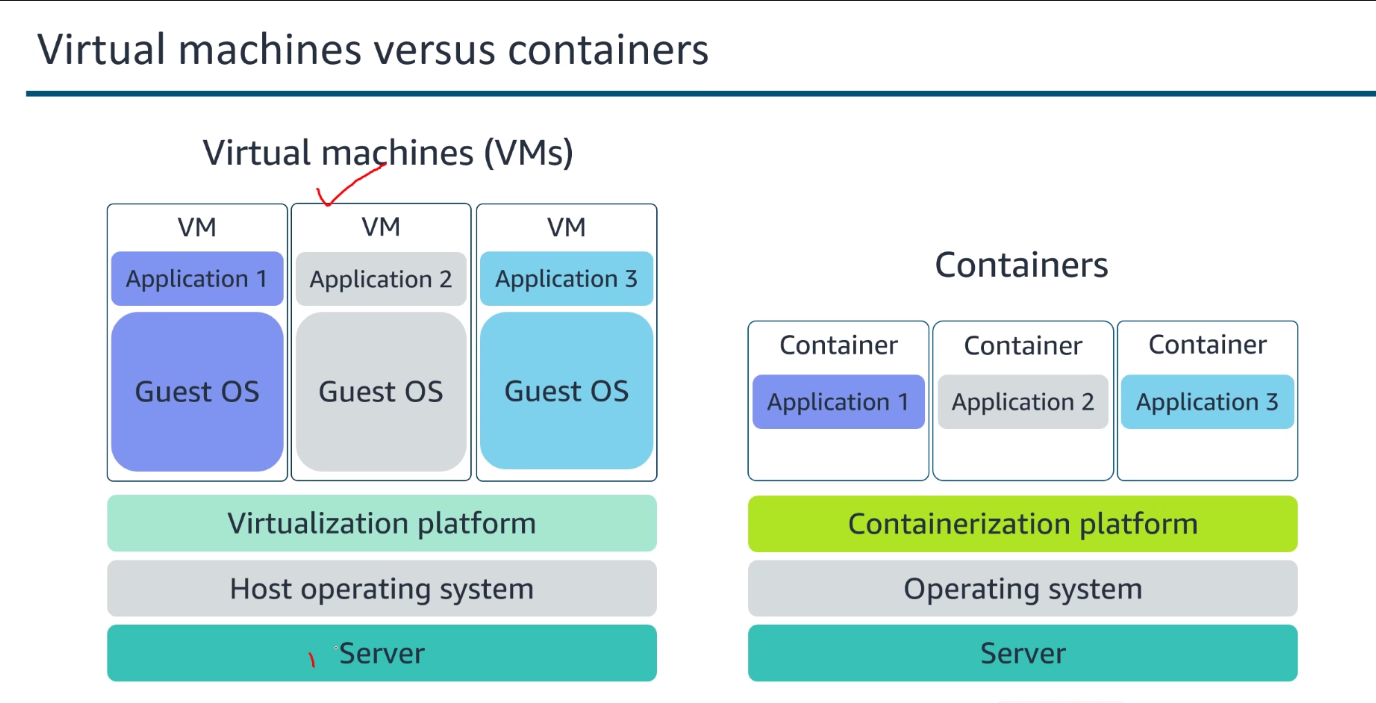 Virtual machines versus containers
Virtual machines (VMs)
VM
VM
VM
Application 1
Application 2
Application 3
Guest OS
Guest OS
Guest OS
Virtualization platform
Host operating system
Server
Containers
Container
Container
Container
Application 1
Application 2
Application 3
Containerization platform
Operating system
Server